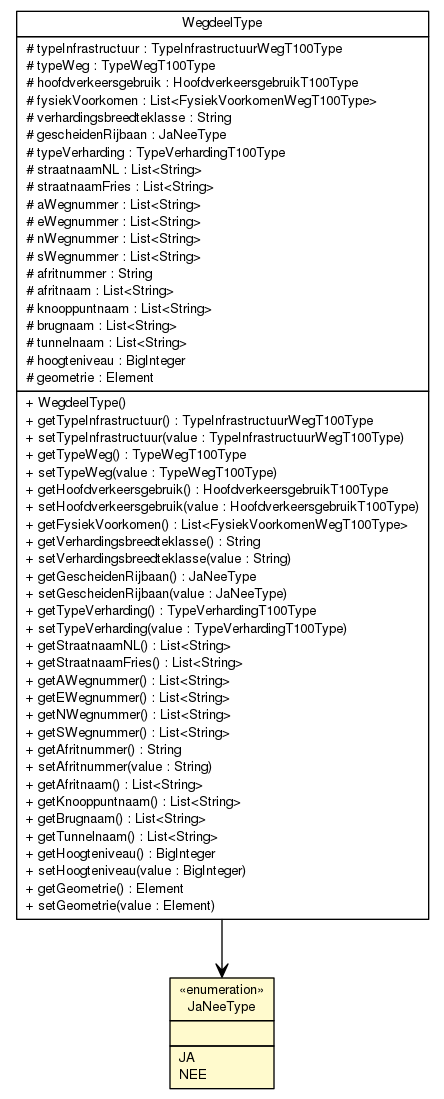 WegdeelType
# typeInfrastructuur : TypeInfrastructuurWegT100Type
# typeWeg : TypeWegT100Type
# hoofdverkeersgebruik : HoofdverkeersgebruikT100Type
# fysiekVoorkomen : List<FysiekVoorkomenWegT100Type>
# verhardingsbreedteklasse : String
# gescheidenRijbaan : JaNeeType
# typeVerharding : TypeVerhardingT100Type
# straatnaamNL : List<String>
# straatnaamFries : List<String>
# aWegnummer : List<String>
# eWegnummer : List<String>
# nWegnummer : List<String>
# sWegnummer : List<String>
# afritnummer : String
# afritnaam : List<String>
# knooppuntnaam : List<String>
# brugnaam : List<String>
# tunnelnaam : List<String>
# hoogteniveau : BigInteger
# geometrie : Element
+ WegdeelType()
+ getTypeInfrastructuur() : TypeInfrastructuurWegT100Type
+ setTypeInfrastructuur(value : TypeInfrastructuurWegT100Type)
+ getTypeWeg() : TypeWegT100Type
+ setTypeWeg(value : TypeWegT100Type)
+ getHoofdverkeersgebruik() : HoofdverkeersgebruikT100Type
+ setHoofdverkeersgebruik(value : HoofdverkeersgebruikT100Type)
+ getFysiekVoorkomen() : List<FysiekVoorkomenWegT100Type>
+ getVerhardingsbreedteklasse() : String
+ setVerhardingsbreedteklasse(value : String)
+ getGescheidenRijbaan() : JaNeeType
+ setGescheidenRijbaan(value : JaNeeType)
+ getTypeVerharding() : TypeVerhardingT100Type
+ setTypeVerharding(value : TypeVerhardingT100Type)
+ getStraatnaamNL() : List<String>
+ getStraatnaamFries() : List<String>
+ getAWegnummer() : List<String>
+ getEWegnummer() : List<String>
+ getNWegnummer() : List<String>
+ getSWegnummer() : List<String>
+ getAfritnummer() : String
+ setAfritnummer(value : String)
+ getAfritnaam() : List<String>
+ getKnooppuntnaam() : List<String>
+ getBrugnaam() : List<String>
+ getTunnelnaam() : List<String>
+ getHoogteniveau() : BigInteger
+ setHoogteniveau(value : BigInteger)
+ getGeometrie() : Element
+ setGeometrie(value : Element)
«enumeration»
JaNeeType
JA
NEE